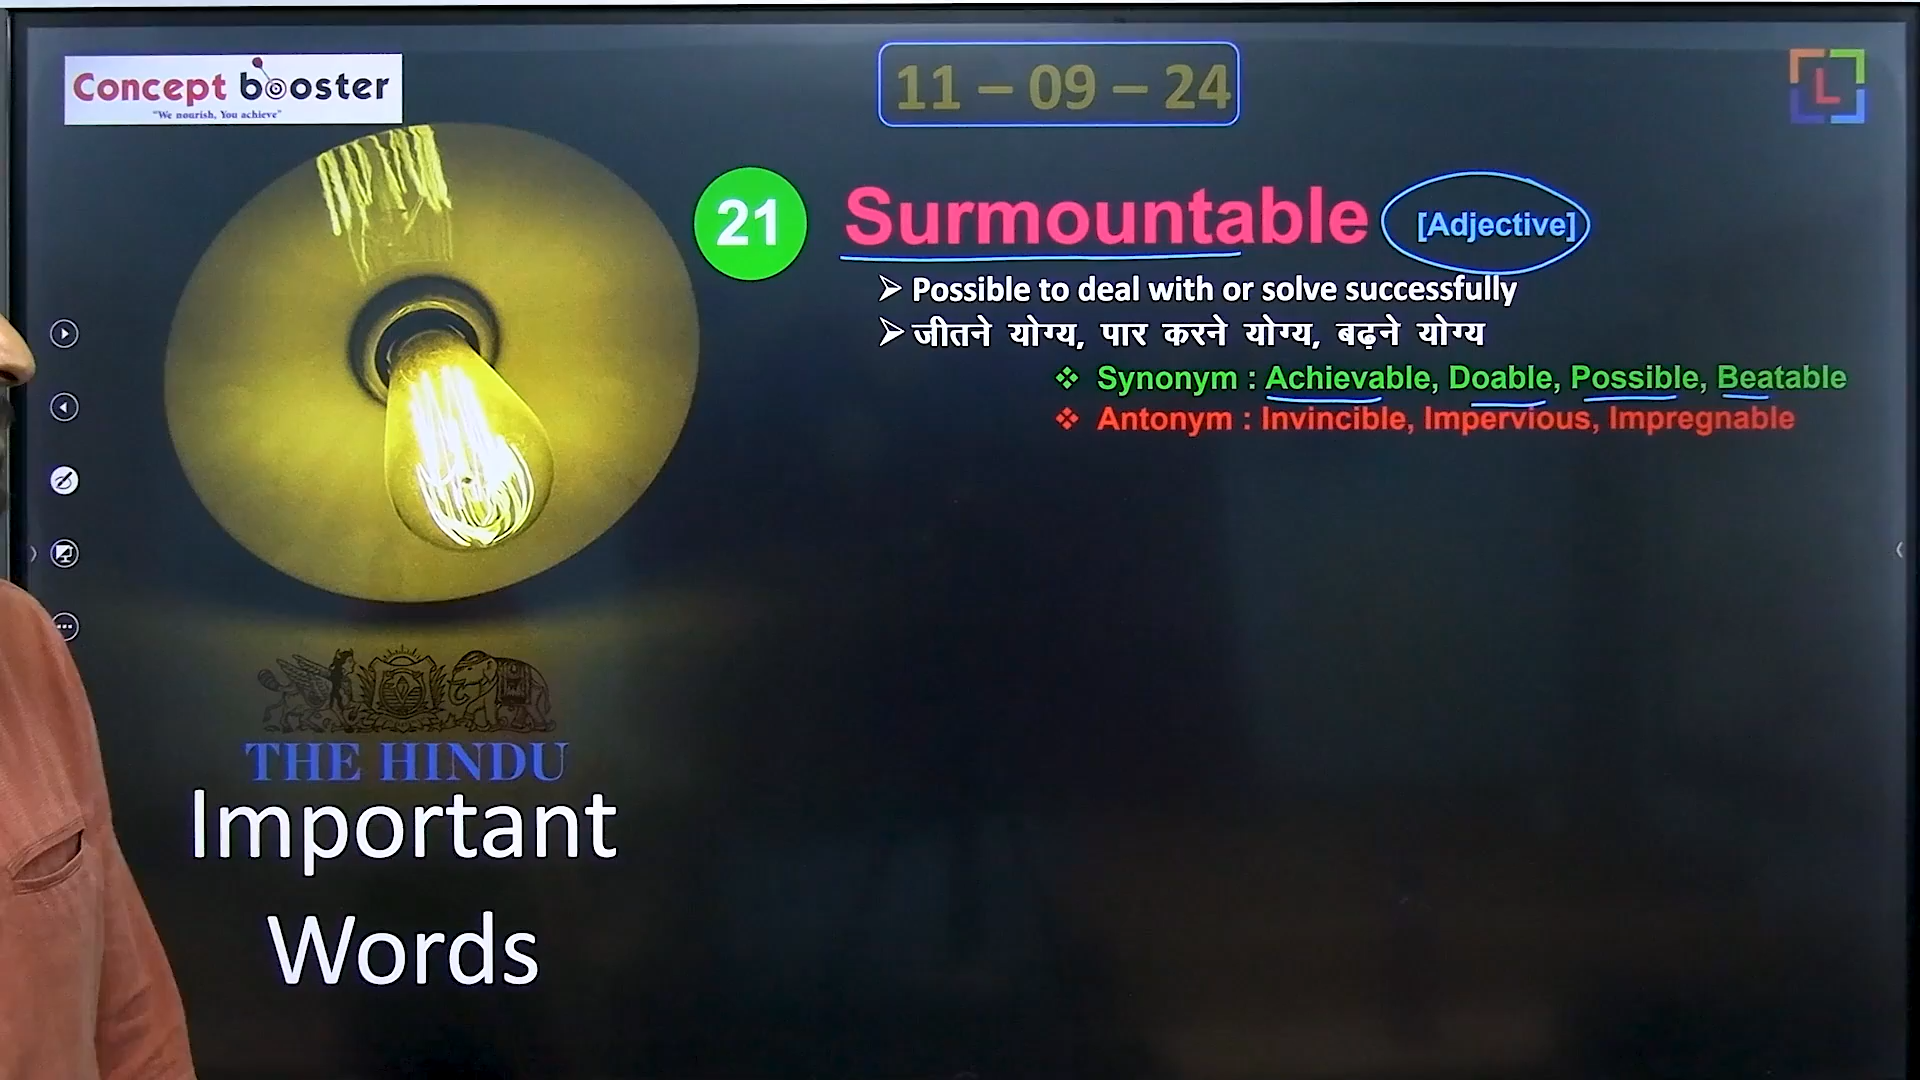 Concept booster
"We nourish, You achieve"
11 – 09 – 24
L
21
Surmountable [Adjective]
Possible to deal with or solve successfully
जीतने योग्य, पार करने योग्य, बढ़ने योग्य
Synonym : Achievable, Doable, Possible, Beatable
Antonym : Invincible, Impervious, Impregnable
THE HINDU
Important
Words